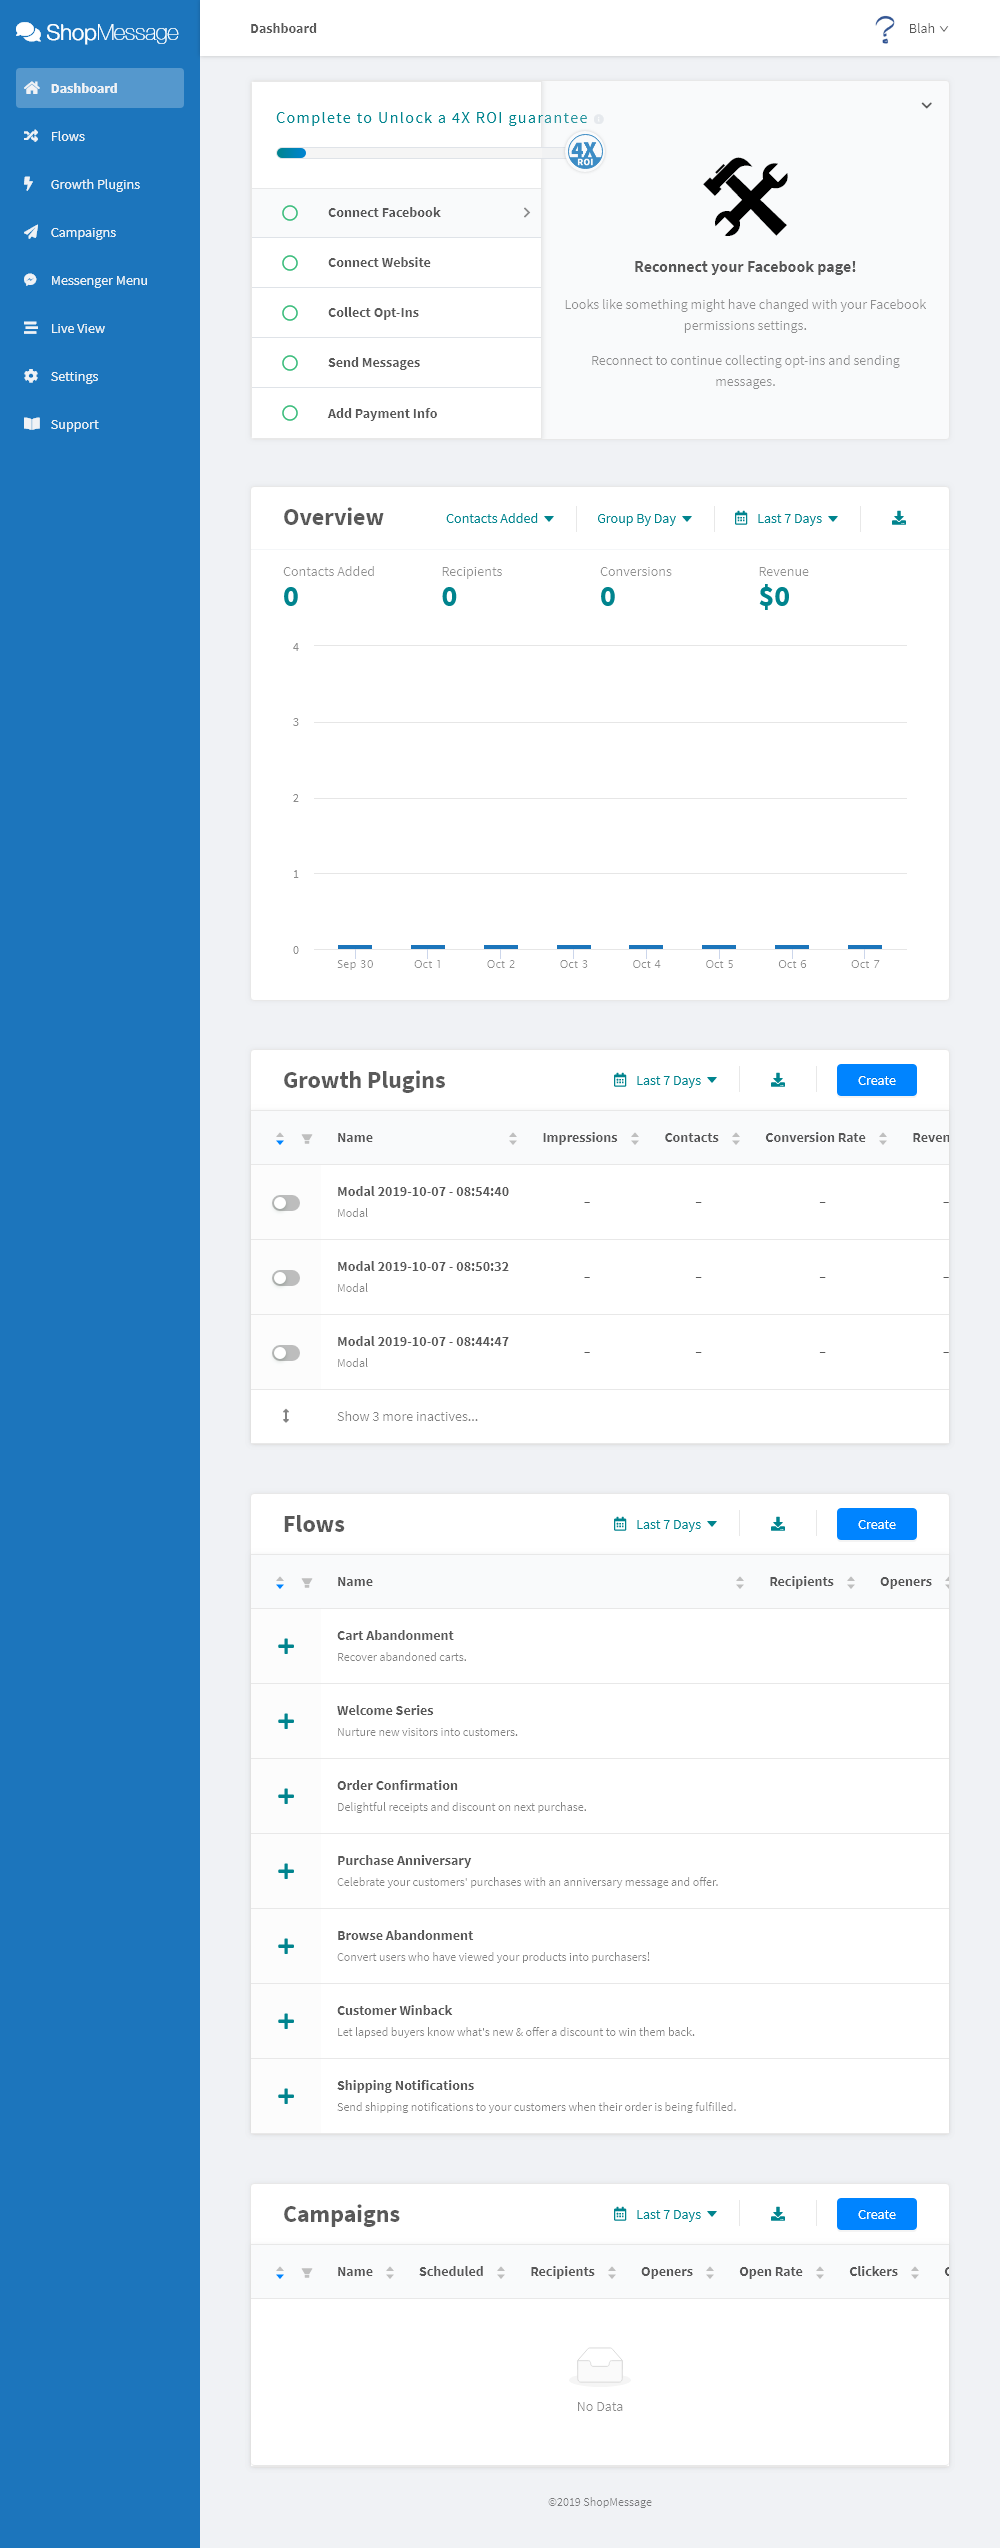 ShopMessage
Dashboard
Flows
Growth Plugins
Campaigns
Messenger Menu
Live View
Settings
Support
Dashboard
? Blah
Complete to Unlock a 4X ROI guarantee
4X
ROI
Connect Facebook
Connect Website
Collect Opt-Ins
Send Messages
Add Payment Info
Reconnect your Facebook page!
Looks like something might have changed with your Facebook
permissions settings.
Reconnect to continue collecting opt-ins and sending
messages.
Overview Contacts Added Group By Day Last 7 Days
Contacts Added Recipients Conversions Revenue
0 0 0 $0
4
3
2
1
0
Sep 30 Oct 1 Oct 2 Oct 3 Oct 4 Oct 5 Oct 6 Oct 7
Growth Plugins Last 7 Days Create
Name Impressions Contacts Conversion Rate Reven
Modal 2019-10-07 - 08:54:40
Modal
– – – –
Modal 2019-10-07 - 08:50:32
Modal
– – – –
Modal 2019-10-07 - 08:44:47
Modal
– – – –
Show 3 more inactives...
Flows Last 7 Days Create
Name Recipients Openers
Cart Abandonment
Recover abandoned carts.
Welcome Series
Nurture new visitors into customers.
Order Confirmation
Delightful receipts and discount on next purchase.
Purchase Anniversary
Celebrate your customers' purchases with an anniversary message and offer.
Browse Abandonment
Convert users who have viewed your products into purchasers!
Customer Winback
Let lapsed buyers know what's new & offer a discount to win them back.
Shipping Notifications
Send shipping notifications to your customers when their order is being fulfilled.
Campaigns Last 7 Days Create
Name Scheduled Recipients Openers Open Rate Clickers
No Data
©2019 ShopMessage